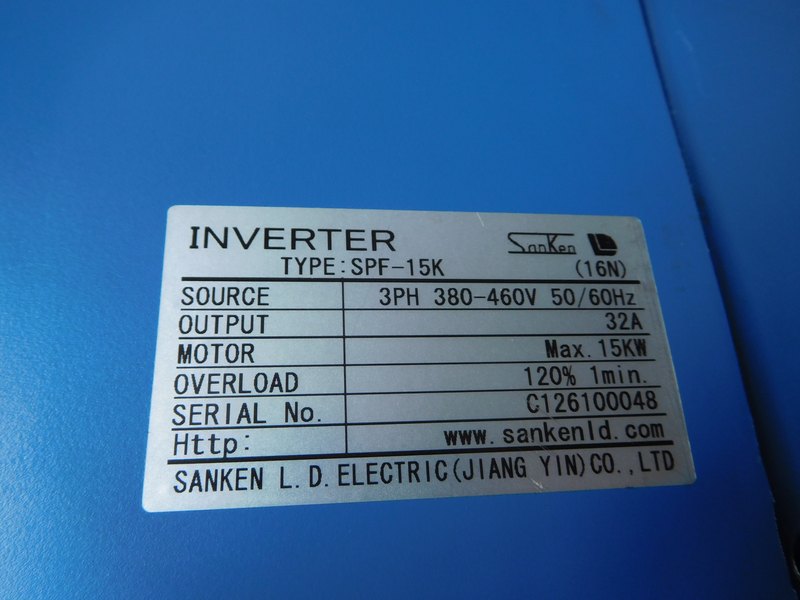 INVERTER SanKen LD
TYPE:SPF-15K (16N)
SOURCE 3PH 380-460V 50/60Hz
OUTPUT 32A
MOTOR Max.15KW
OVERLOAD 120% 1min.
SERIAL No. C126100048
Http: www.sankenld.com
SANKEN L.D.ELECTRIC(JIANG YIN)CO.,LTD